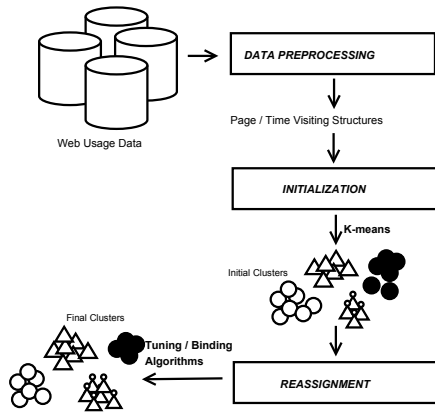 DATA PREPROCESSING
Web Usage Data
Page / Time Visiting Structures
INITIALIZATION
K-means
Initial Clusters
Final Clusters
Tuning / Binding
Algorithms
REASSIGNMENT